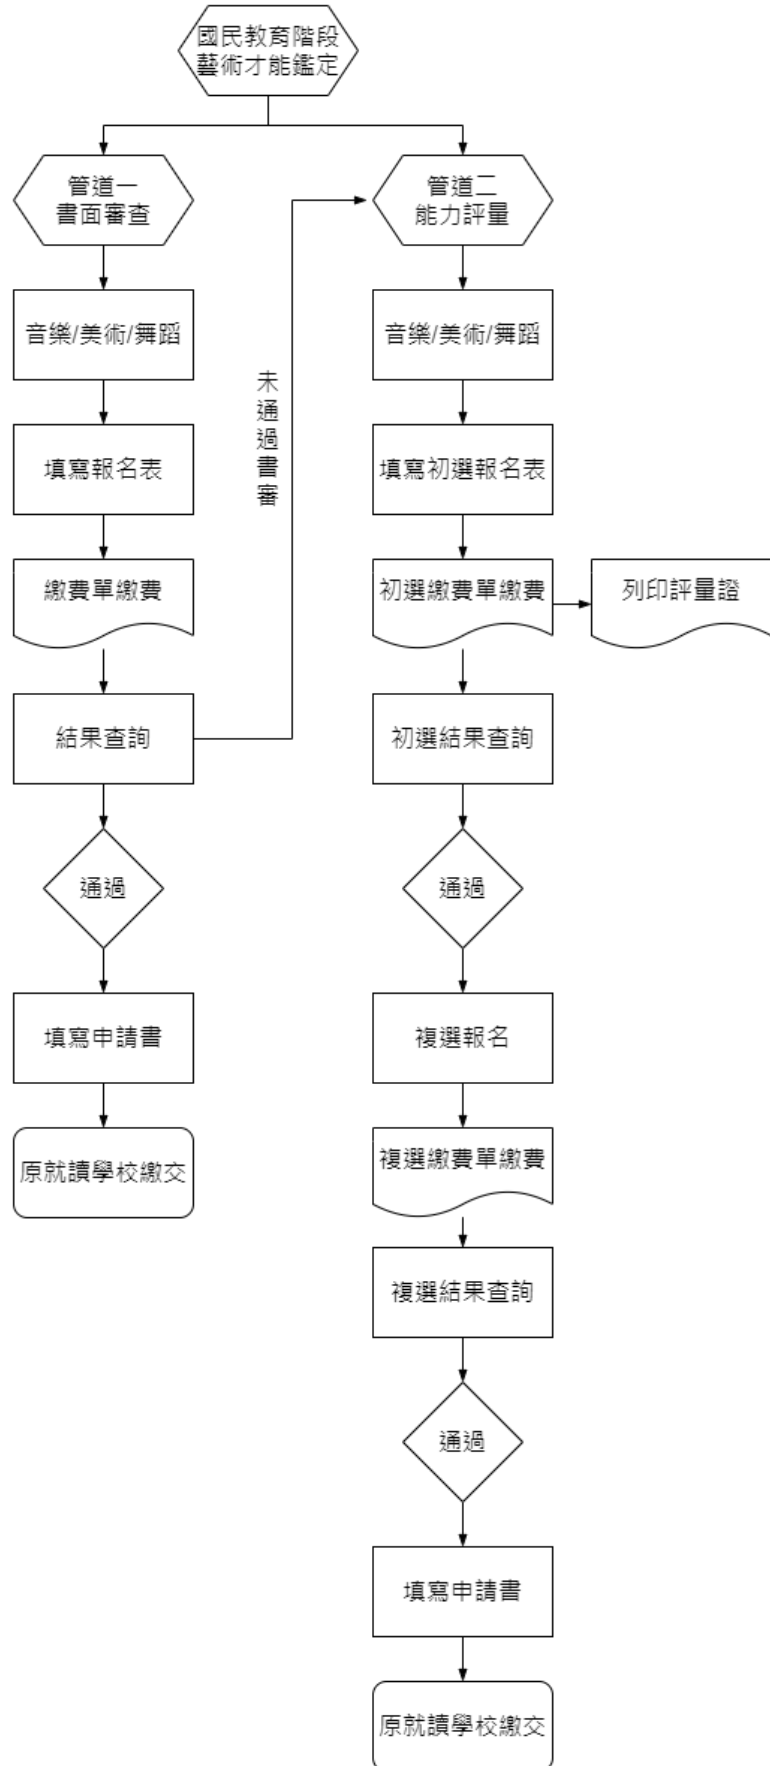 國民教育階段
藝術才能鑑定
管道一
書面審查
音樂/美術/舞蹈
填寫報名表
繳費單繳費
結果查詢
通過
填寫申請書
原就讀學校繳交
未通過書審
管道二
能力評量
音樂/美術/舞蹈
填寫初選報名表
初選繳費單繳費
列印評量證
初選結果查詢
通過
複選報名
複選繳費單繳費
複選結果查詢
通過
填寫申請書
原就讀學校繳交